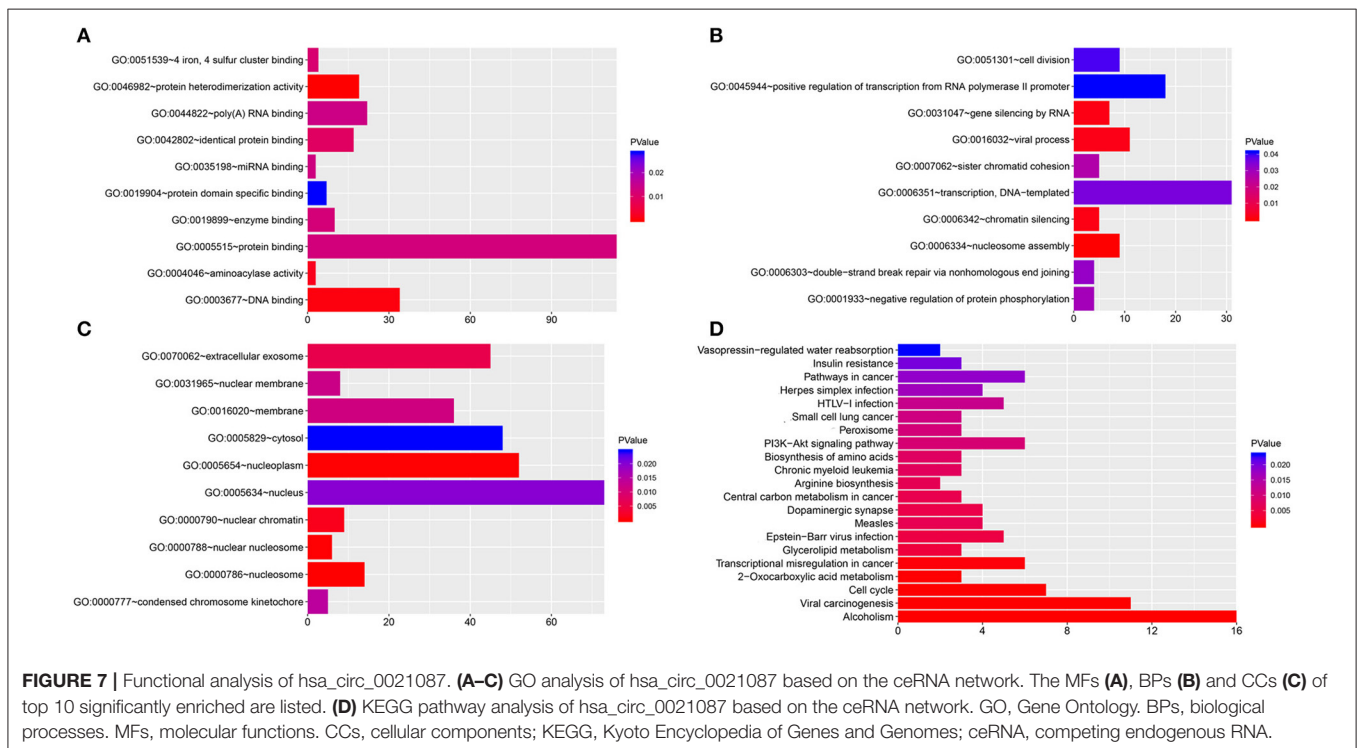 A
GO:0051539~4 iron, 4 sulfur cluster binding
GO:0046982~protein heterodimerization activity
GO:0044822~poly(A) RNA binding
GO:0042802~identical protein binding
GO:0035198~miRNA binding
GO:0019904~protein domain specific binding
GO:0019899~enzyme binding
GO:0005515~protein binding
GO:0004046~aminoacylase activity
GO:0003677~DNA binding
0 30 60 90
PValue
0.02
0.01
B
GO:0051301~cell division
GO:0045944~positive regulation of transcription from RNA polymerase II promoter
GO:0031047~gene silencing by RNA
GO:0016032~viral process
GO:0007062~sister chromatid cohesion
GO:0006351~transcription, DNA-templated
GO:0006342~chromatin silencing
GO:0006334~nucleosome assembly
GO:0006303~double-strand break repair via nonhomologous end joining
GO:0001933~negative regulation of protein phosphorylation
0 10 20 30
PValue
0.04
0.03
0.02
0.01
C
GO:0070062~extracellular exosome
GO:0031965~nuclear membrane
GO:0016020~membrane
GO:0005829~cytosol
GO:0005654~nucleoplasm
GO:0005634~nucleus
GO:0000790~nuclear chromatin
GO:0000788~nuclear nucleosome
GO:0000786~nucleosome
GO:0000777~condensed chromosome kinetochore
0 20 40 60
PValue
0.020
0.015
0.010
0.005
D
Vasopressin-regulated water reabsorption
Insulin resistance
Pathways in cancer
Herpes simplex infection
HTLV-I infection
Small cell lung cancer
Peroxisome
PI3K-Akt signaling pathway
Biosynthesis of amino acids
Chronic myeloid leukemia
Arginine biosynthesis
Central carbon metabolism in cancer
Dopaminergic synapse
Measles
Epstein-Barr virus infection
Glycerolipid metabolism
Transcriptional misregulation in cancer
2-Oxocarboxylic acid metabolism
Cell cycle
Viral carcinogenesis
Alcoholism
0 4 8 12 16
PValue
0.020
0.015
0.010
0.005
FIGURE 7 | Functional analysis of hsa_circ_0021087. (A–C) GO analysis of hsa_circ_0021087 based on the ceRNA network. The MFs (A), BPs (B) and CCs (C) of
top 10 significantly enriched are listed. (D) KEGG pathway analysis of hsa_circ_0021087 based on the ceRNA network. GO, Gene Ontology. BPs, biological
processes. MFs, molecular functions. CCs, cellular components; KEGG, Kyoto Encyclopedia of Genes and Genomes; ceRNA, competing endogenous RNA.